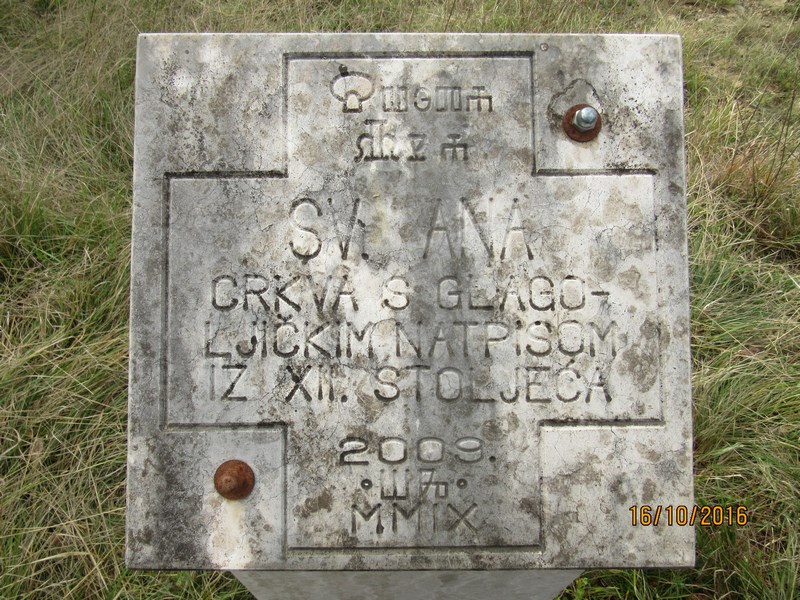 SV. ANA
CRKVA S GLAGO-
LJIČKIM NATPISOM
IZ XII. STOLJEĆA
2009.
MMIX
16/10/2016